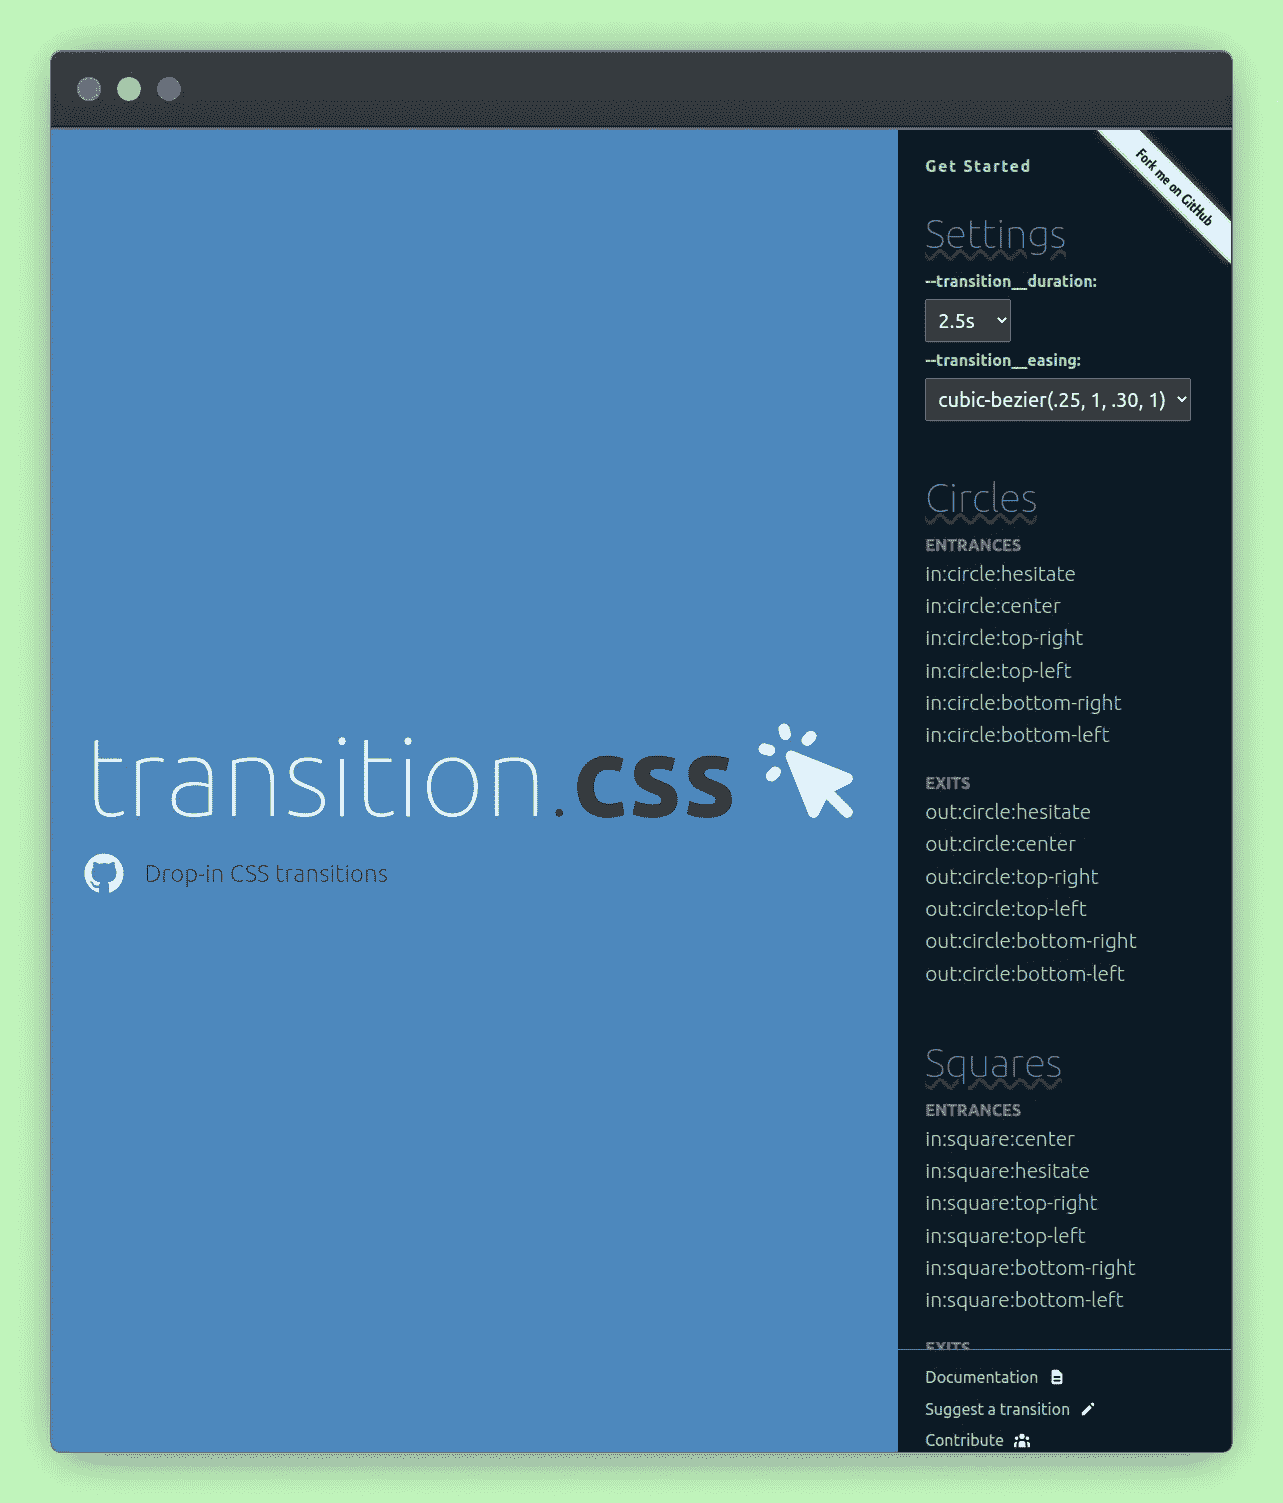 Get Started
Fork me on GitHub
Settings
--transition__duration:
2.5s
--transition__easing:
cubic-bezier(.25, 1, .30, 1)
Circles
ENTRANCES
in:circle:hesitate
in:circle:center
in:circle:top-right
in:circle:top-left
in:circle:bottom-right
in:circle:bottom-left
EXITS
out:circle:hesitate
out:circle:center
out:circle:top-right
out:circle:top-left
out:circle:bottom-right
out:circle:bottom-left
Squares
ENTRANCES
in:square:center
in:square:hesitate
in:square:top-right
in:square:top-left
in:square:bottom-right
in:square:bottom-left
EXITS
Documentation
Suggest a transition
Contribute
transition.css
Drop-in CSS transitions